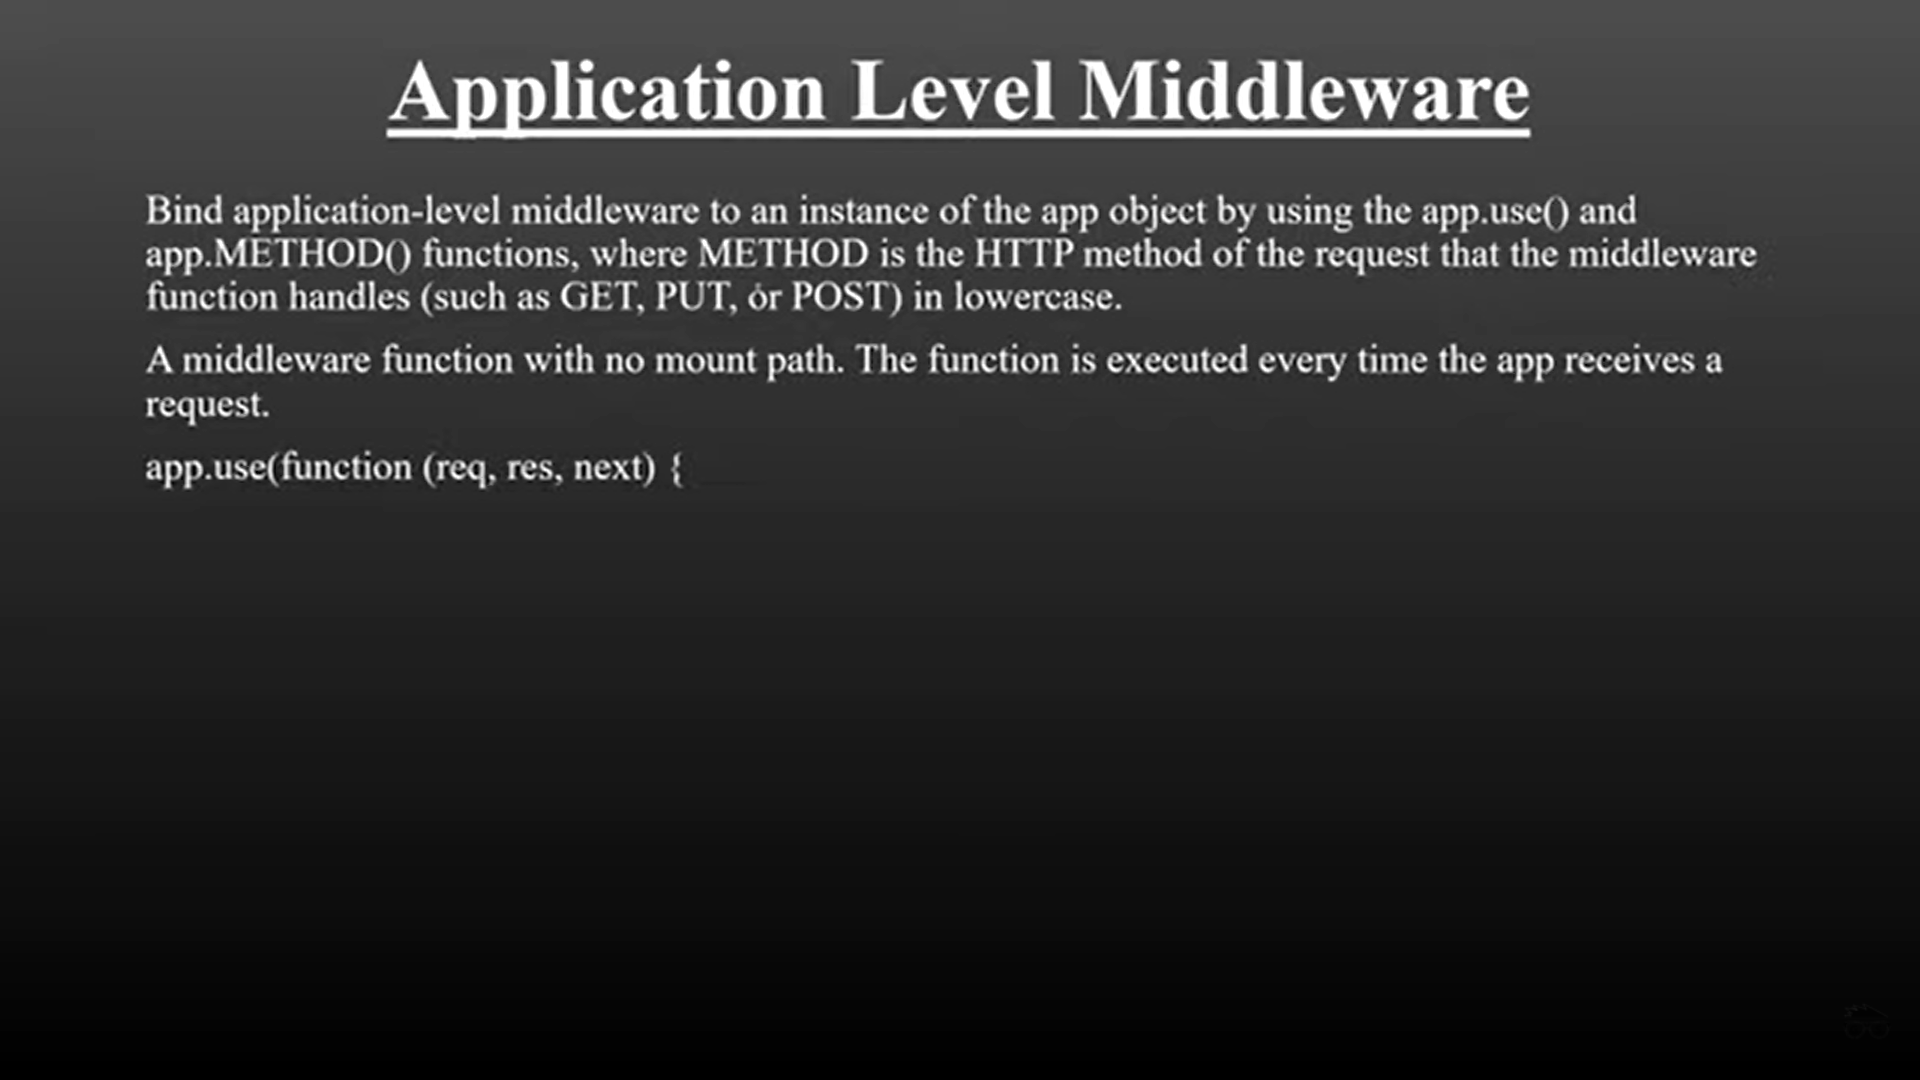 Application Level Middleware
Bind application-level middleware to an instance of the app object by using the app.use() and
app.METHOD() functions, where METHOD is the HTTP method of the request that the middleware
function handles (such as GET, PUT, or POST) in lowercase.
A middleware function with no mount path. The function is executed every time the app receives a
request.
app.use(function (req, res, next) {